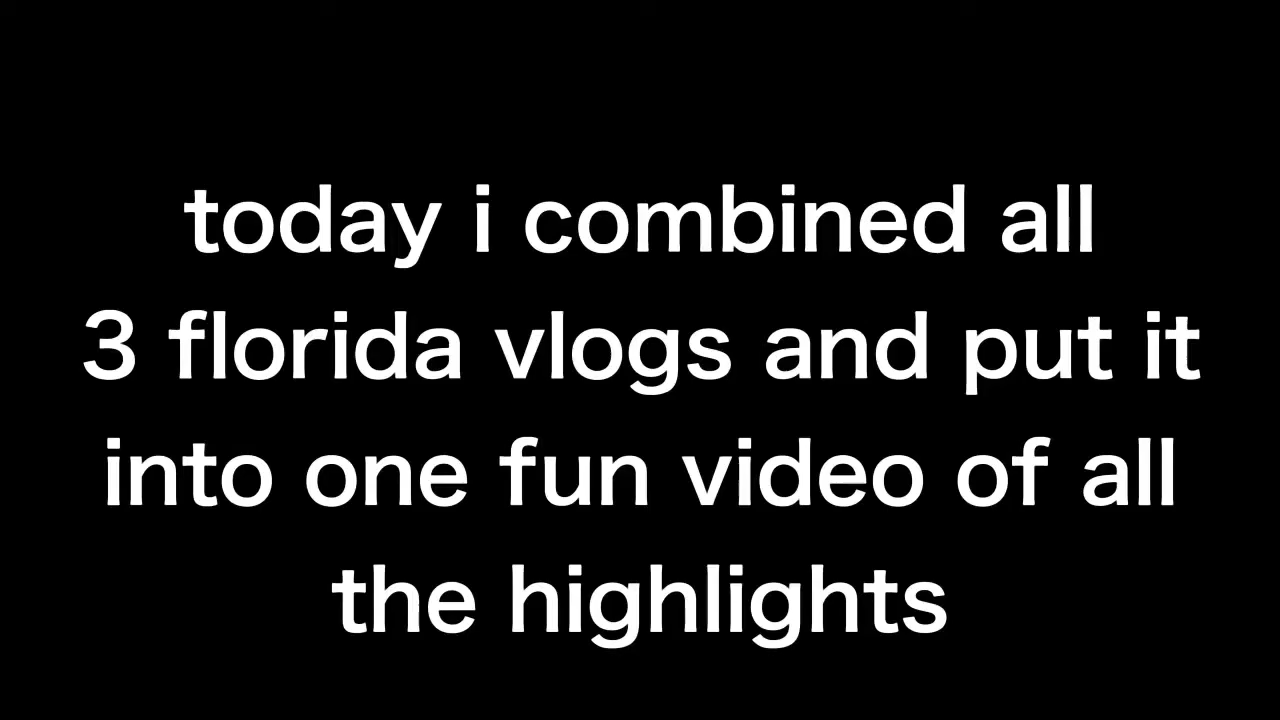 today i combined all
3 florida vlogs and put it
into one fun video of all
the highlights